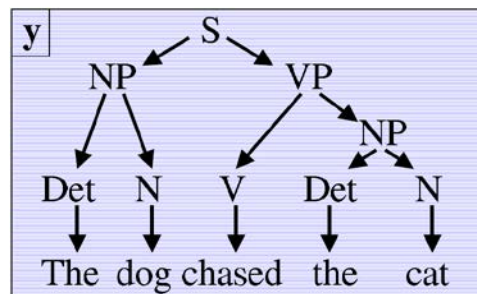 y
S
NP VP
NP
Det N V Det N
The dog chased the cat